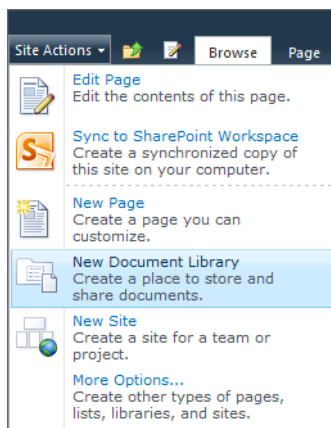 Site Actions Browse Page
Edit Page
Edit the contents of this page.
Sync to SharePoint Workspace
Create a synchronized copy of
this site on your computer.
New Page
Create a page you can
customize.
New Document Library
Create a place to store and
share documents.
New Site
Create a site for a team or
project.
More Options...
Create other types of pages,
lists, libraries, and sites.